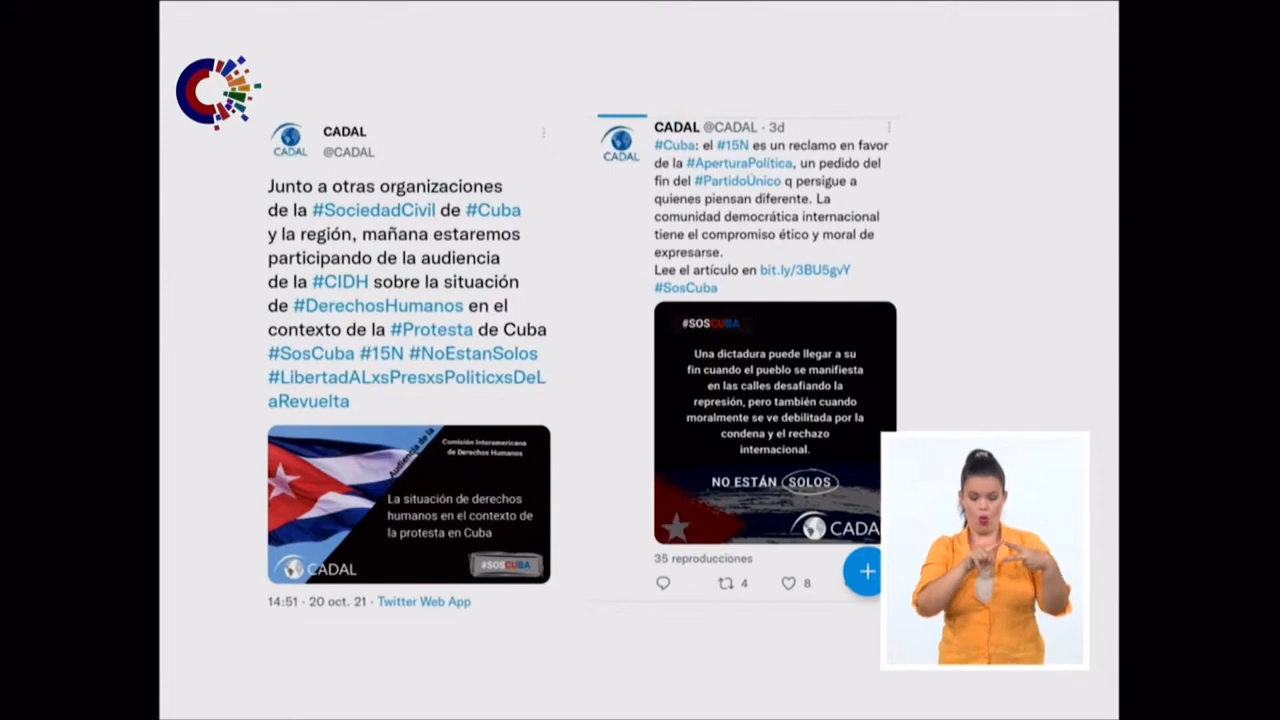 CADAL
CADAL
@CADAL
Junto a otras organizaciones
de la #SociedadCivil de #Cuba
y la región, mañana estaremos
participando de la audiencia
de la #CIDH sobre la situación
de #DerechosHumanos en el
contexto de la #Protesta de Cuba
#SosCuba #15N #NoEstanSolos
#LibertadALxsPresxsPoliticxsDeL
aRevuelta
Audiencia de la
Comisión Interamericana
de Derechos Humanos
La situación de derechos
humanos en el contexto de
la protesta en Cuba
CADAL
#SOSCUBA
14:51 · 20 oct. 21 · Twitter Web App
CADAL
CADAL @CADAL · 3d
#Cuba: el #15N es un reclamo en favor
de la #AperturaPolítica, un pedido del
fin del #PartidoÚnico q persigue a
quienes piensan diferente. La
comunidad democrática internacional
tiene el compromiso ético y moral de
expresarse.
Lee el artículo en bit.ly/3BU5gvY
#SosCuba
#SOSCUBA
Una dictadura puede llegar a su
fin cuando el pueblo se manifiesta
en las calles desafiando la
represión, pero también cuando
moralmente se ve debilitada por la
condena y el rechazo
internacional.
NO ESTÁN SOLOS
CADA
35 reproducciones
4
8
+